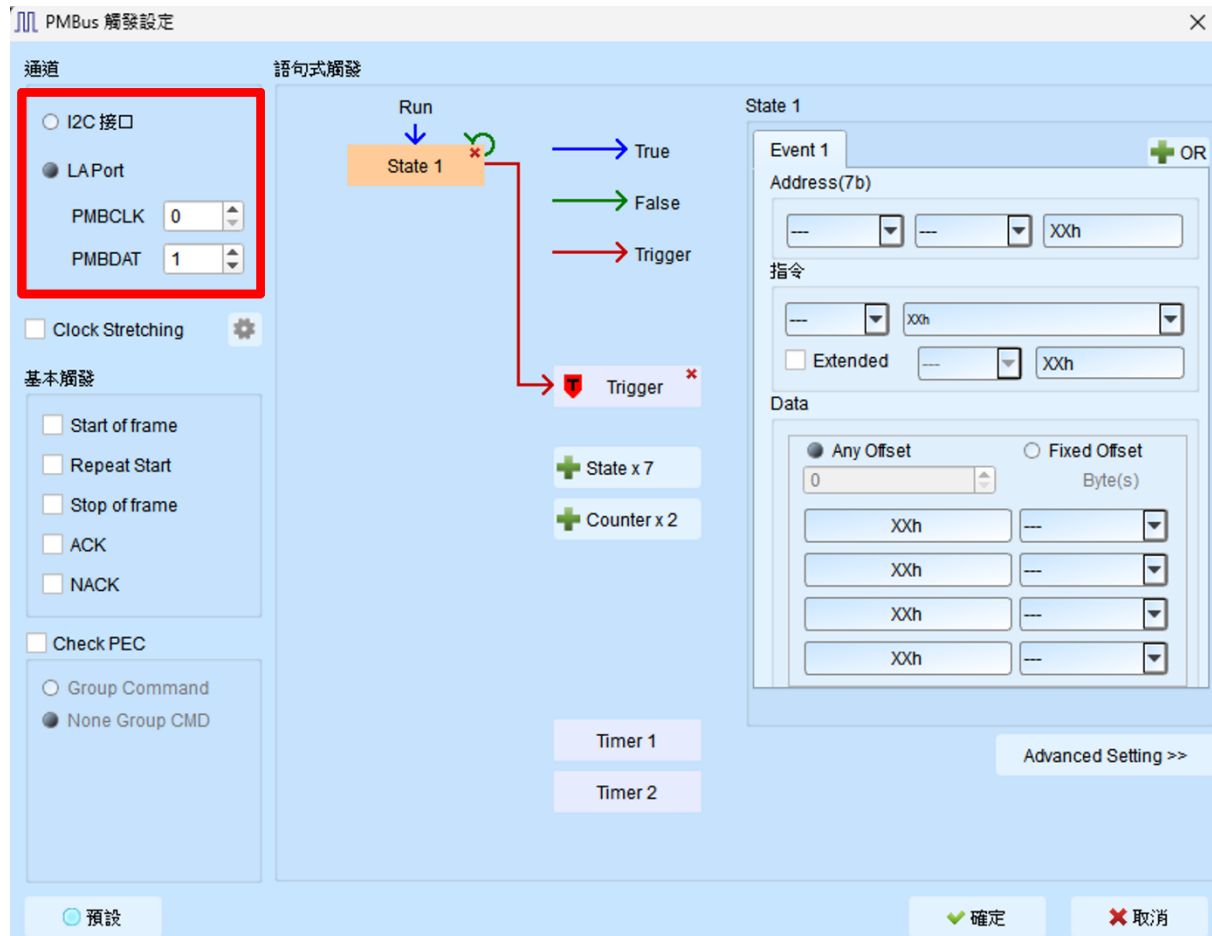 PMBus 觸發設定
通道
I2C 接口
LA Port
PMBCLK 0
PMBDAT 1
Clock Stretching
基本觸發
Start of frame
Repeat Start
Stop of frame
ACK
NACK
Check PEC
Group Command
None Group CMD
預設
語句式觸發
Run
State 1
True
False
Trigger
T Trigger
State x 7
Counter x 2
Timer 1
Timer 2
State 1
Event 1
OR
Address(7b)
--- --- XXh
指令
--- XXh
Extended --- XXh
Data
Any Offset Fixed Offset
0 Byte(s)
XXh ---
XXh ---
XXh ---
XXh ---
Advanced Setting >>
確定 取消